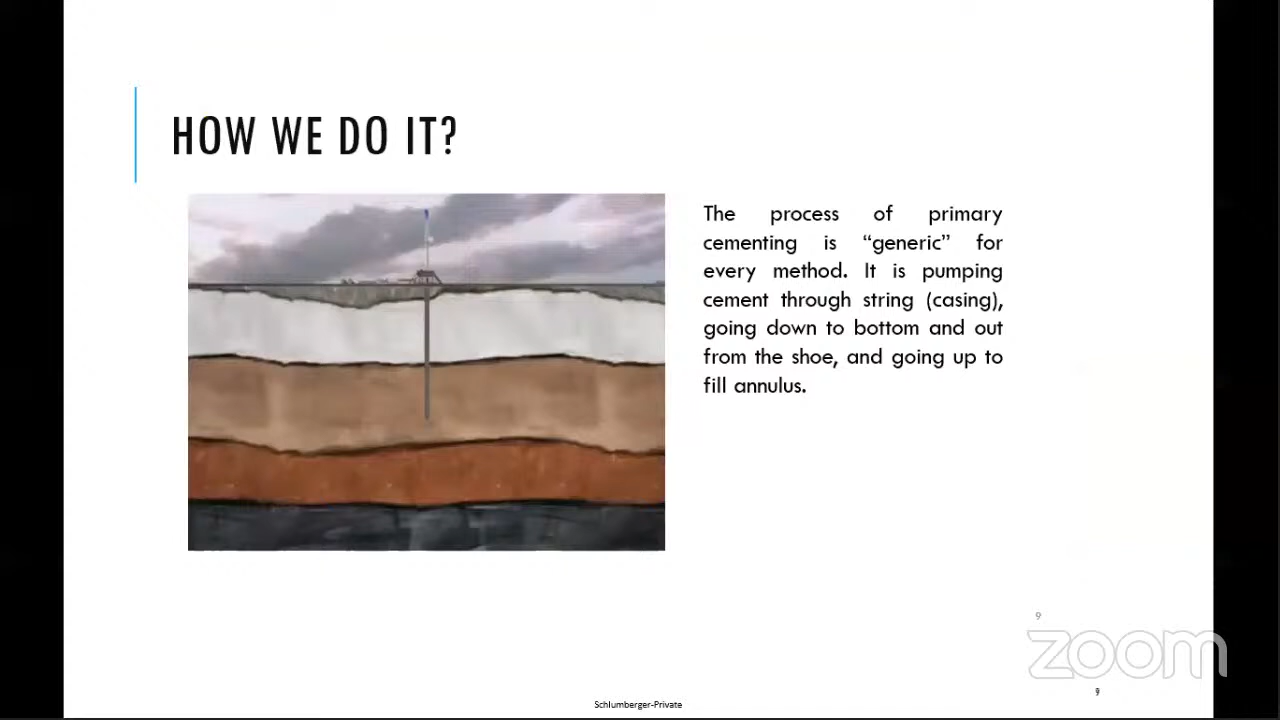 HOW WE DO IT?
The process of primary
cementing is “generic” for
every method. It is pumping
cement through string (casing),
going down to bottom and out
from the shoe, and going up to
fill annulus.
9
zoom
9
Schlumberger-Private